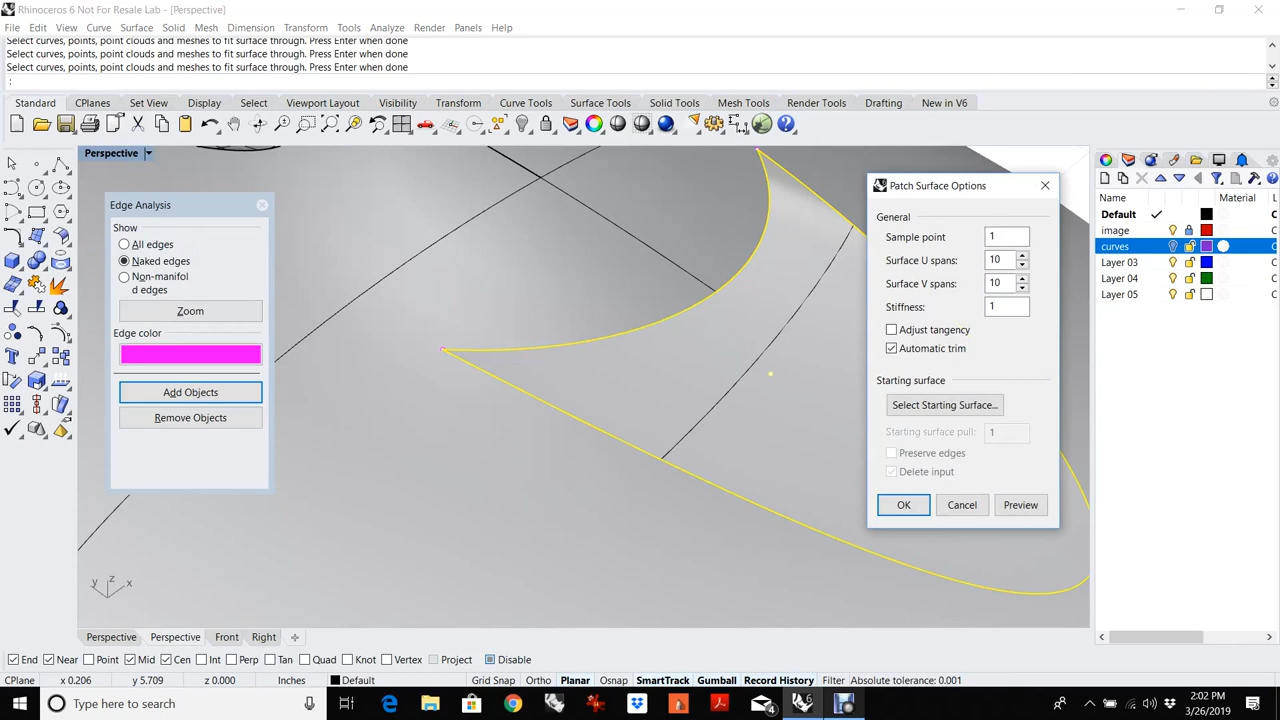 Rhinoceros 6 Not For Resale Lab - [Perspective]
File Edit View Curve Surface Solid Mesh Dimension Transform Tools Analyze Render Panels Help
Select curves, points, point clouds and meshes to fit surface through. Press Enter when done
Select curves, points, point clouds and meshes to fit surface through. Press Enter when done
Select curves, points, point clouds and meshes to fit surface through. Press Enter when done
:
Standard CPlanes Set View Display Select Viewport Layout Visibility Transform Curve Tools Surface Tools Solid Tools Mesh Tools Render Tools Drafting New in V6
Perspective
Edge Analysis
Show
All edges
Naked edges
Non-manifol
d edges
Zoom
Edge color
Add Objects
Remove Objects
Patch Surface Options
General
Sample point 1
Surface U spans: 10
Surface V spans: 10
Stiffness: 1
Adjust tangency
Automatic trim
Starting surface
Select Starting Surface...
Starting surface pull: 1
Preserve edges
Delete input
OK Cancel Preview
Name Material L
Default C
image C
curves C
Layer 03 C
Layer 04 C
Layer 05 C
y z x
Perspective Perspective Front Right
End Near Point Mid Cen Int Perp Tan Quad Knot Vertex Project Disable
CPlane x 0.206 y 5.709 z 0.000 Inches Default Grid Snap Ortho Planar Osnap SmartTrack Gumball Record History Filter Absolute tolerance: 0.001
Type here to search
4
6
2:02 PM
3/26/2019